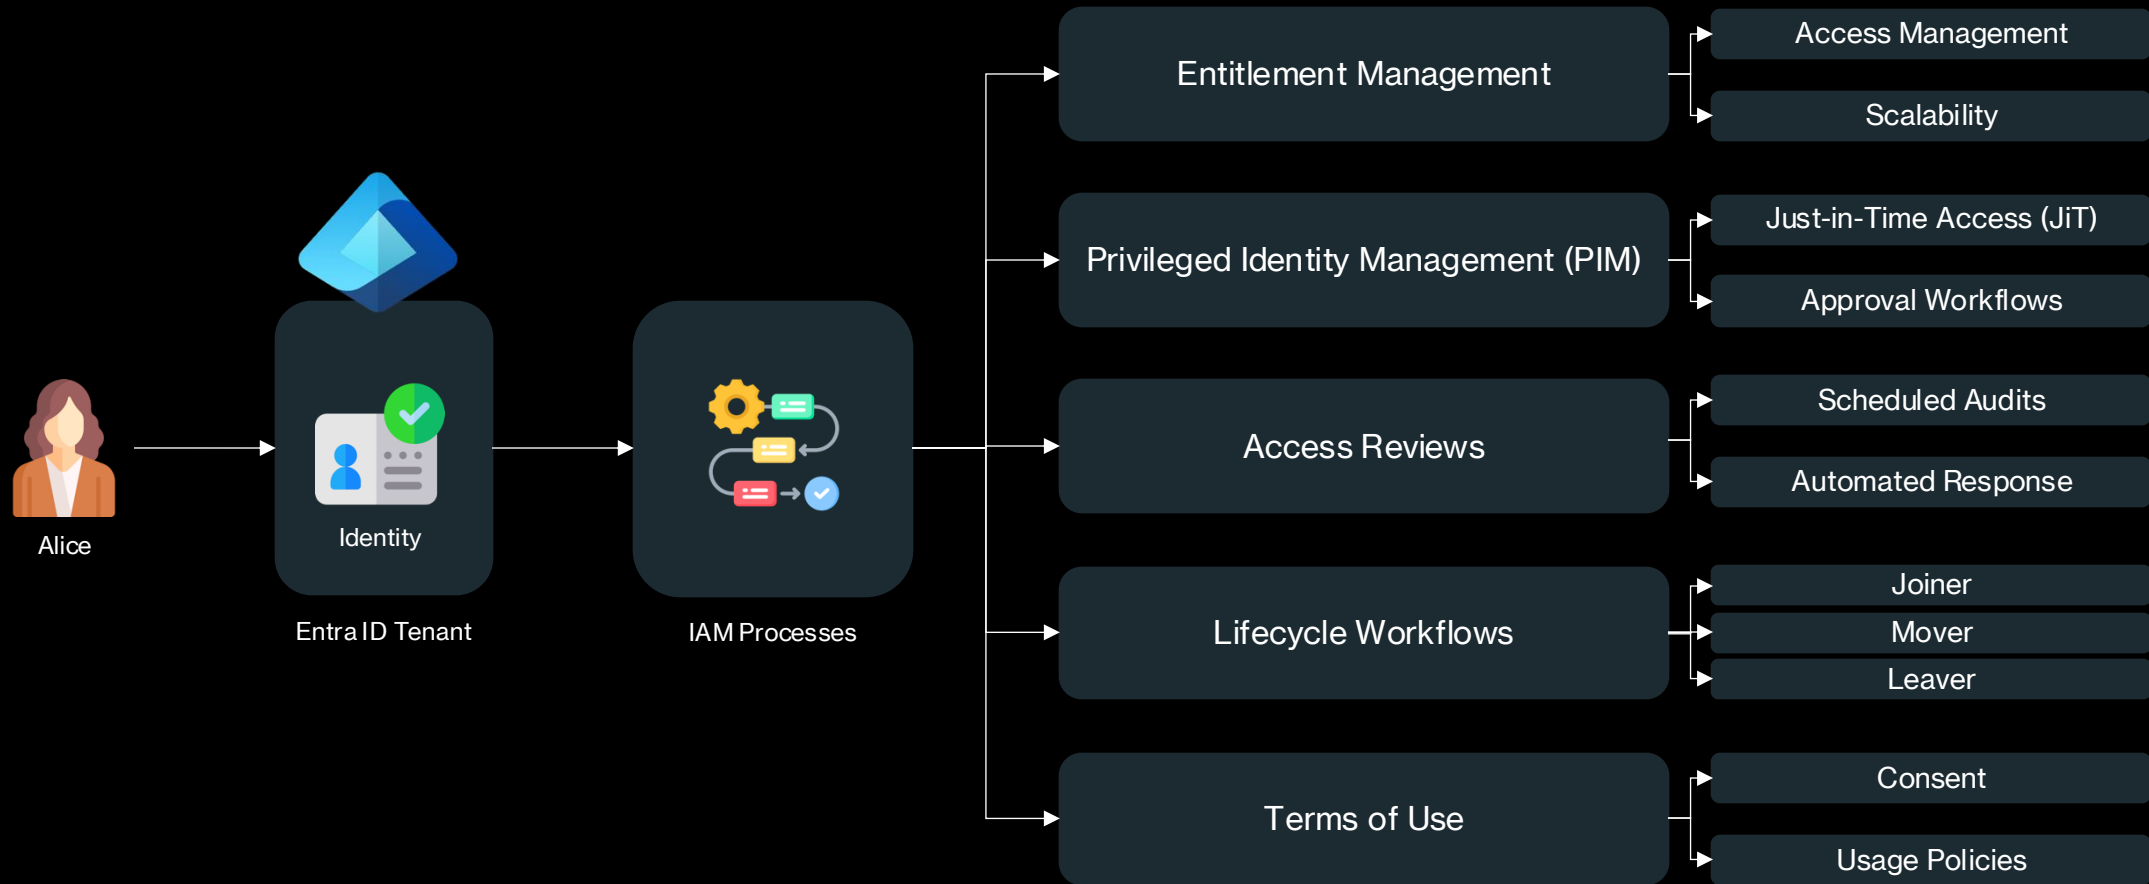 Alice
Identity
Entra ID Tenant
IAM Processes
Entitlement Management
Access Management
Scalability
Privileged Identity Management (PIM)
Just-in-Time Access (JiT)
Approval Workflows
Access Reviews
Scheduled Audits
Automated Response
Lifecycle Workflows
Joiner
Mover
Leaver
Terms of Use
Consent
Usage Policies